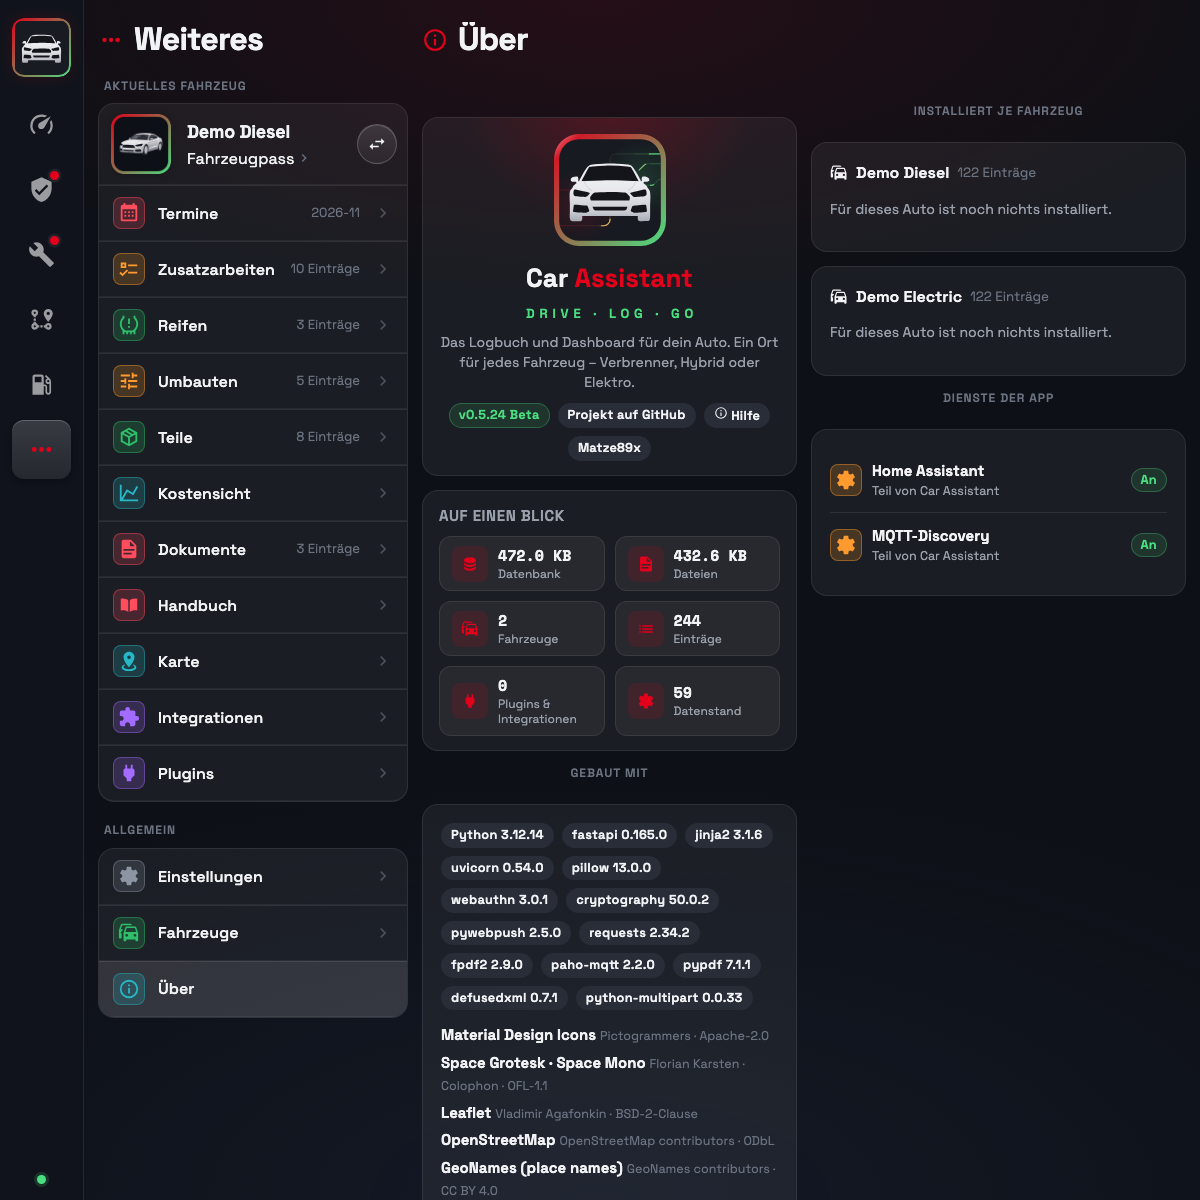 Weiteres
AKTUELLES FAHRZEUG
Demo Diesel
Fahrzeugpass
Termine 2026-11
Zusatzarbeiten 10 Einträge
Reifen 3 Einträge
Umbauten 5 Einträge
Teile 8 Einträge
Kostensicht
Dokumente 3 Einträge
Handbuch
Karte
Integrationen
Plugins
ALLGEMEIN
Einstellungen
Fahrzeuge
Über
Über
Car Assistant
DRIVE · LOG · GO
Das Logbuch und Dashboard für dein Auto. Ein Ort
für jedes Fahrzeug – Verbrenner, Hybrid oder
Elektro.
v0.5.24 Beta Projekt auf GitHub Hilfe
Matze89x
AUF EINEN BLICK
472.0 KB
Datenbank
432.6 KB
Dateien
2
Fahrzeuge
244
Einträge
0
Plugins &
Integrationen
59
Datenstand
GEBAUT MIT
Python 3.12.14 fastapi 0.165.0 jinja2 3.1.6
uvicorn 0.54.0 pillow 13.0.0
webauthn 3.0.1 cryptography 50.0.2
pywebpush 2.5.0 requests 2.34.2
fpdf2 2.9.0 paho-mqtt 2.2.0 pypdf 7.1.1
defusedxml 0.7.1 python-multipart 0.0.33
Material Design Icons Pictogrammers · Apache-2.0
Space Grotesk · Space Mono Florian Karsten ·
Colophon · OFL-1.1
Leaflet Vladimir Agafonkin · BSD-2-Clause
OpenStreetMap OpenStreetMap contributors · ODbL
GeoNames (place names) GeoNames contributors ·
CC BY 4.0
INSTALLIERT JE FAHRZEUG
Demo Diesel 122 Einträge
Für dieses Auto ist noch nichts installiert.
Demo Electric 122 Einträge
Für dieses Auto ist noch nichts installiert.
DIENSTE DER APP
Home Assistant
Teil von Car Assistant
An
MQTT-Discovery
Teil von Car Assistant
An